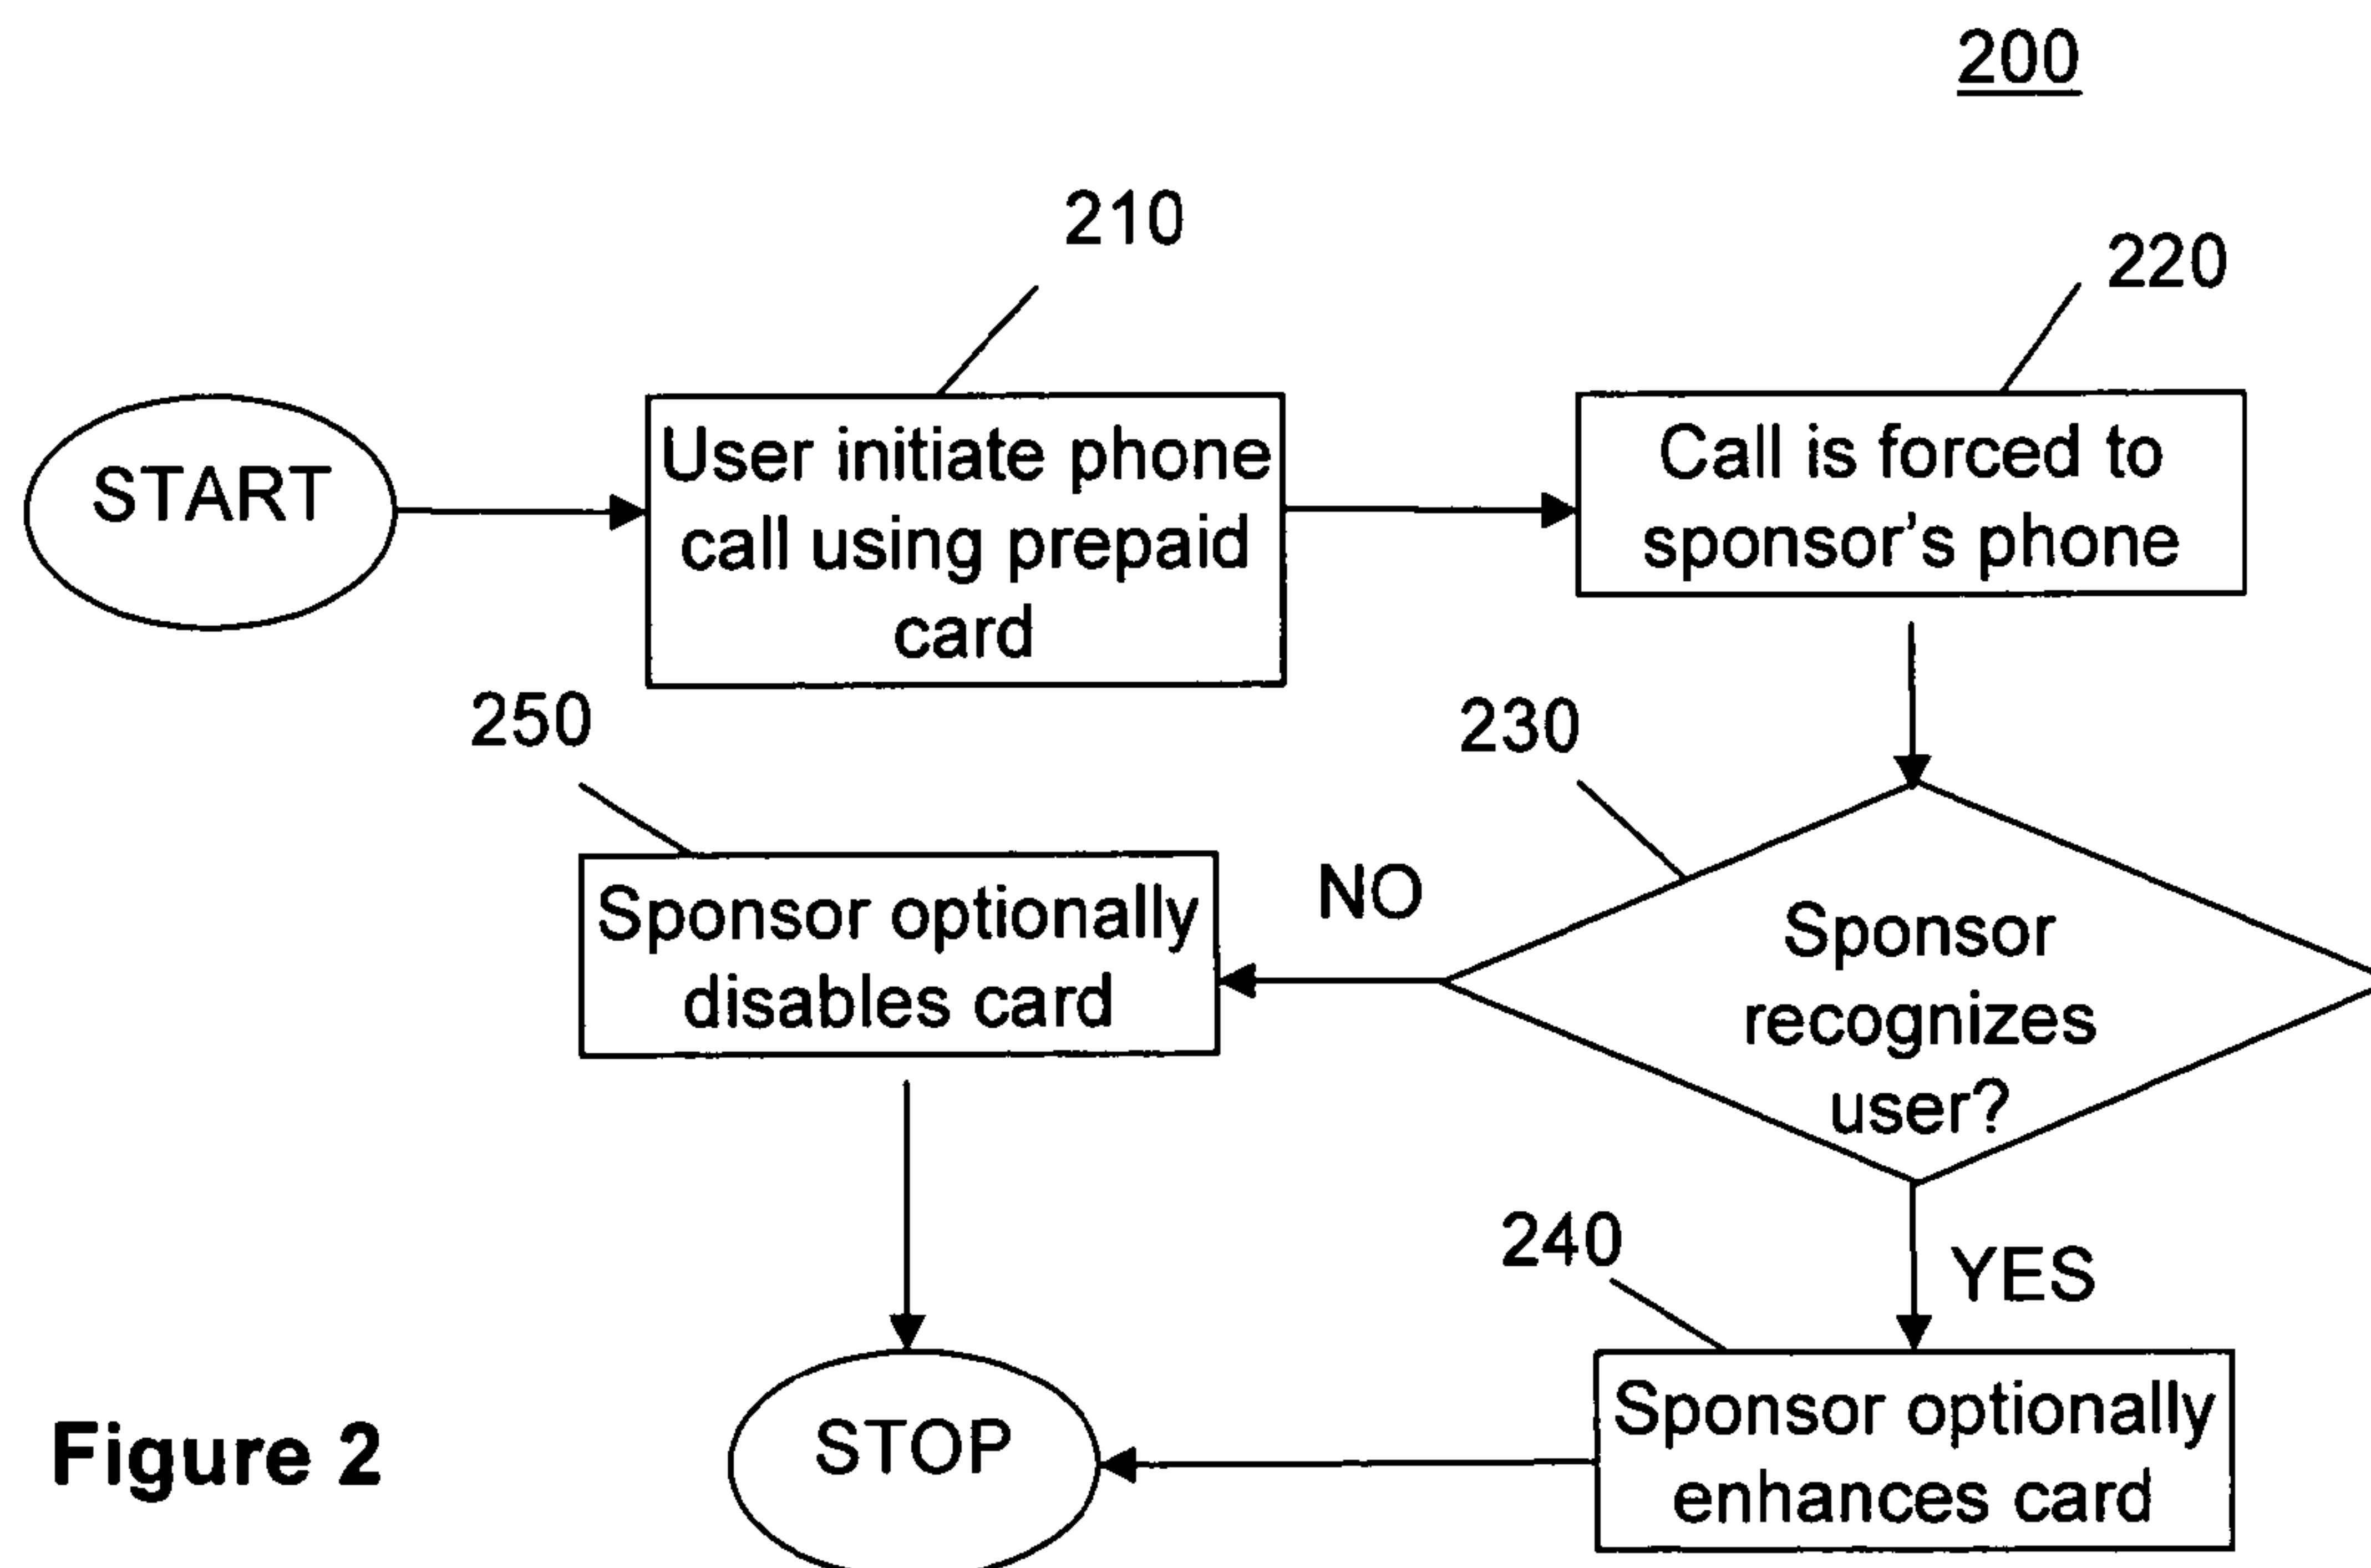 200
210
220
START
User initiate phone
call using prepaid
card
Call is forced to
sponsor's phone
250
230
Sponsor optionally
disables card
NO
Sponsor
recognizes
user?
240
YES
STOP
Sponsor optionally
enhances card
Figure 2